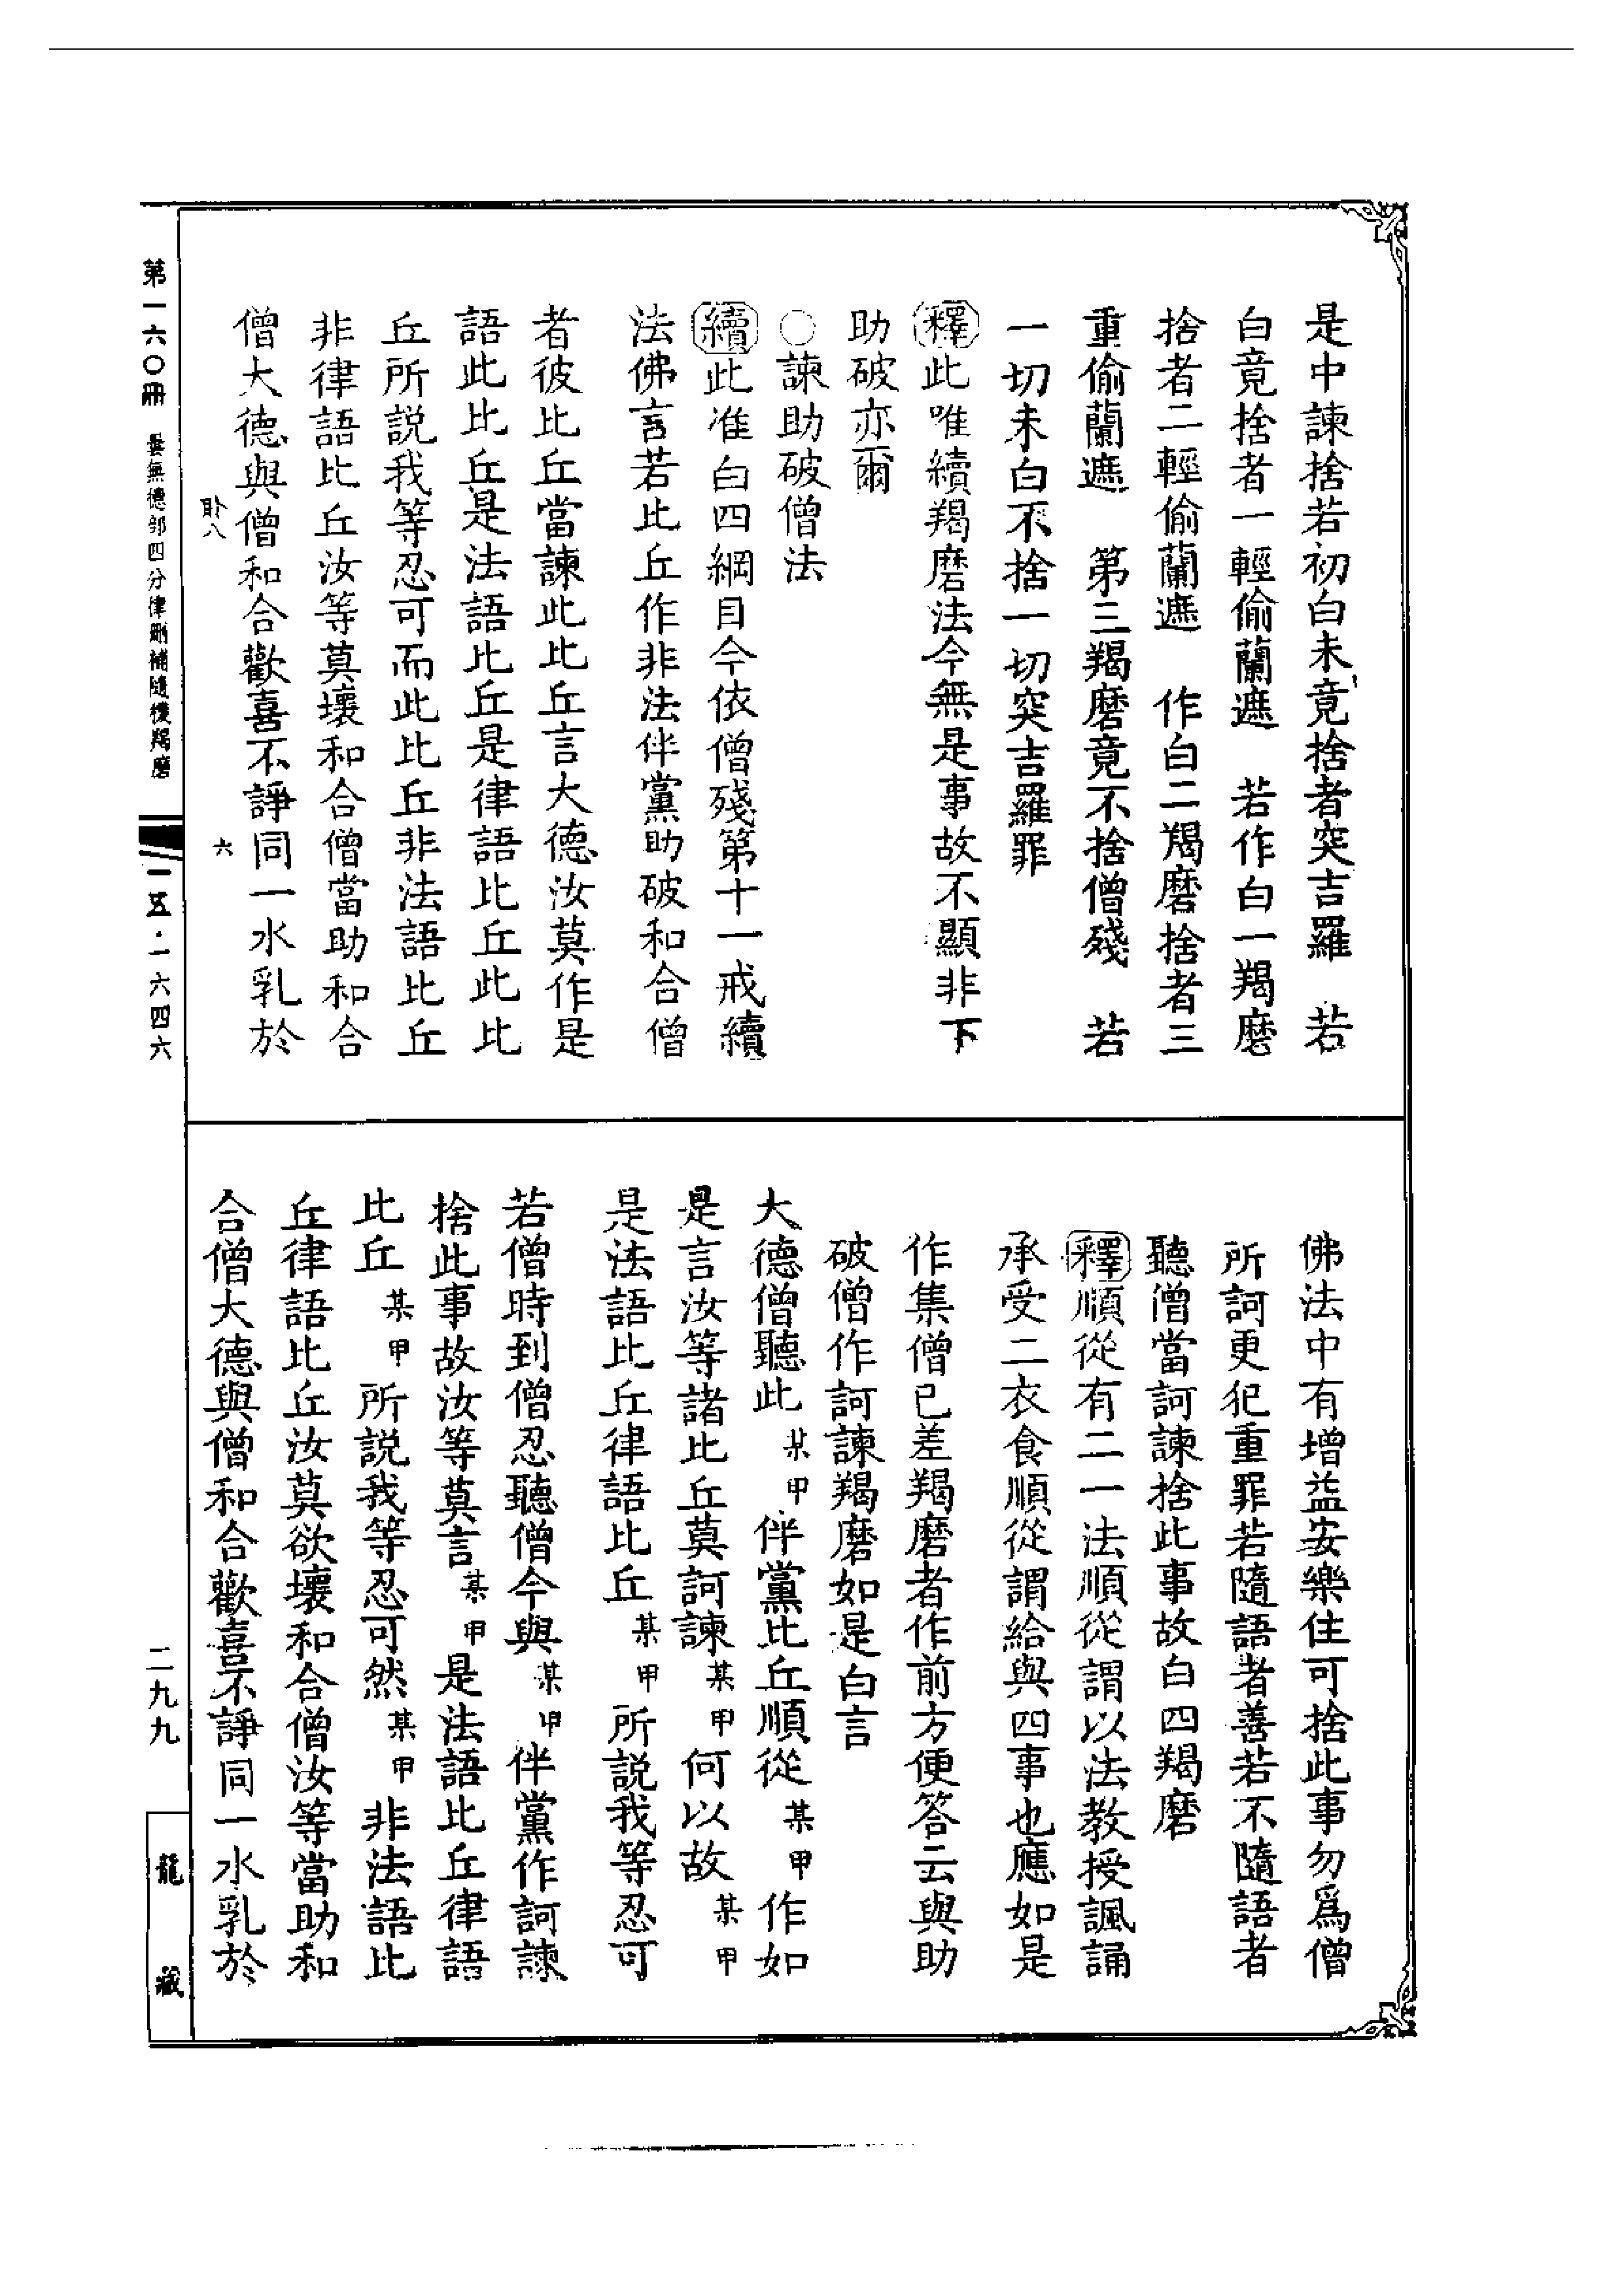 是中諫捨若初白未竟捨者突吉羅　若
白竟捨者一輕偷蘭遮　若作白一羯磨
捨者二輕偷蘭遮　作白二羯磨捨者三
重偷蘭遮　第三羯磨竟不捨僧殘　若
一切未白不捨一切突吉羅罪
釋此唯續羯磨法今無是事故不顯非下
助破亦爾
○諫助破僧法
續此准白四綱目今依僧殘第十一戒續
法佛言若比丘作非法伴黨助破和合僧
者彼比丘當諫此比丘言大德汝莫作是
語此比丘是法語比丘是律語比丘此比
丘所說我等忍可而此比丘非法語比丘
非律語比丘汝等莫壞和合僧當助和合
僧大德與僧和合歡喜不諍同一水乳於
佛法中有增益安樂住可捨此事勿爲僧
所訶更犯重罪若隨語者善若不隨語者
聽僧當訶諫捨此事故白四羯磨
釋順從有二一法順從謂以法教授諷誦
承受二衣食順從謂給與四事也應如是
作集僧已差羯磨者作前方便答云與助
破僧作訶諫羯磨如是白言
大德僧聽此某甲伴黨比丘順從某甲作如
是言汝等諸比丘莫訶諫某甲何以故某甲
是法語比丘律語比丘某甲所說我等忍可
若僧時到僧忍聽僧今與某甲伴黨作訶諫
捨此事故汝等莫言某甲是法語比丘律語
比丘某甲所說我等忍可然某甲非法語比
丘律語比丘汝莫欲壞和合僧汝等當助和
合僧大德與僧和合歡喜不諍同一水乳於
第一六〇冊　曇無德部四分律刪補隨機羯磨
聆八
六
一五·一六四六
二九九
龍藏